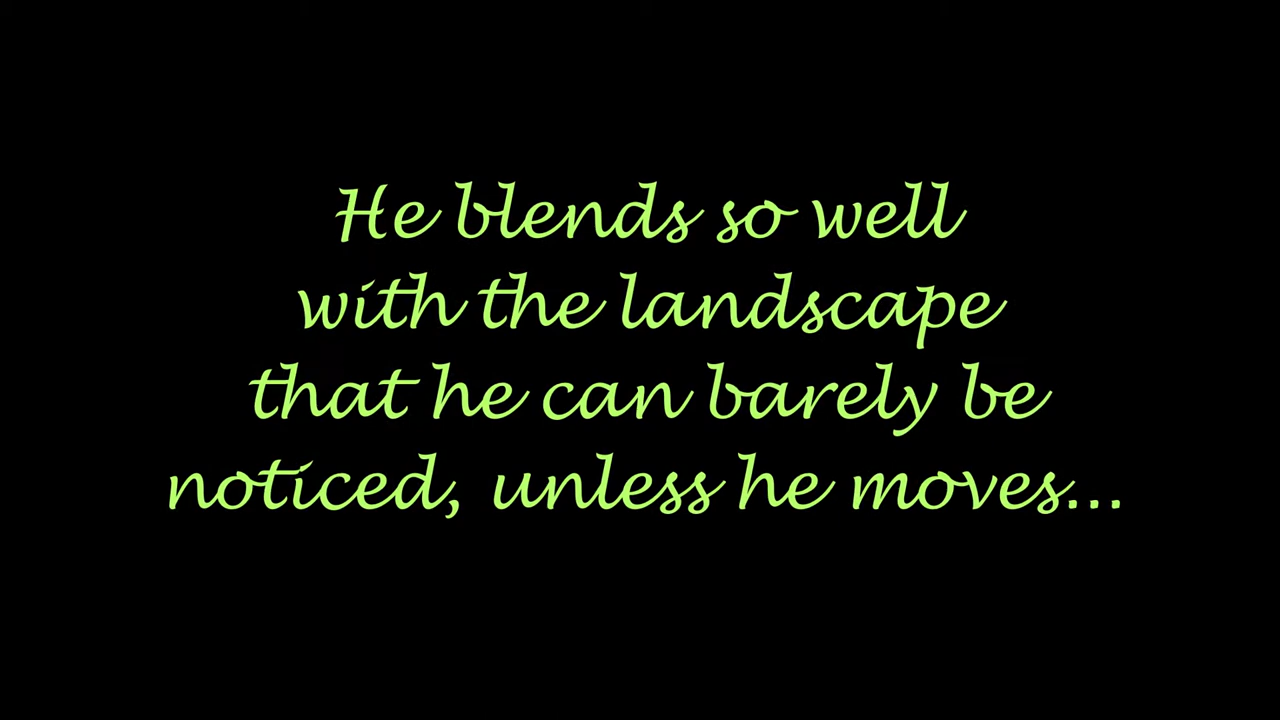 He blends so well
with the landscape
that he can barely be
noticed, unless he moves...